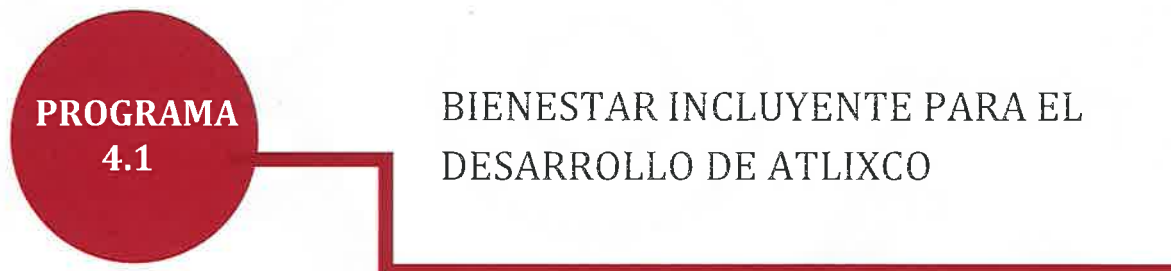 PROGRAMA
4.1
BIENESTAR INCLUYENTE PARA EL
DESARROLLO DE ATLIXCO